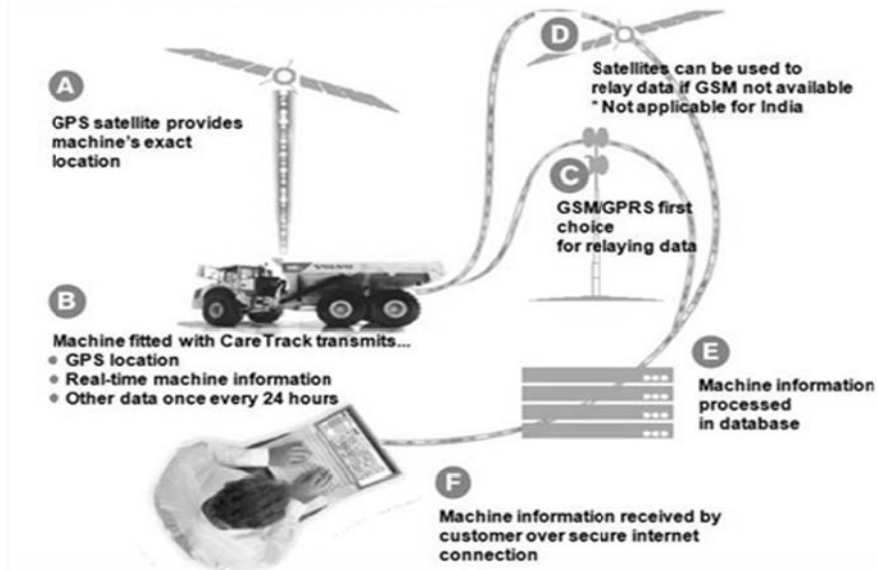 A
GPS satellite provides
machine's exact
location
D
Satellites can be used to
relay data if GSM not available
* Not applicable for India
C
GSM/GPRS first
choice
for relaying data
VOLVO
B
Machine fitted with CareTrack transmits...
● GPS location
● Real-time machine information
● Other data once every 24 hours
E
Machine information
processed
in database
F
Machine information received by
customer over secure internet
connection